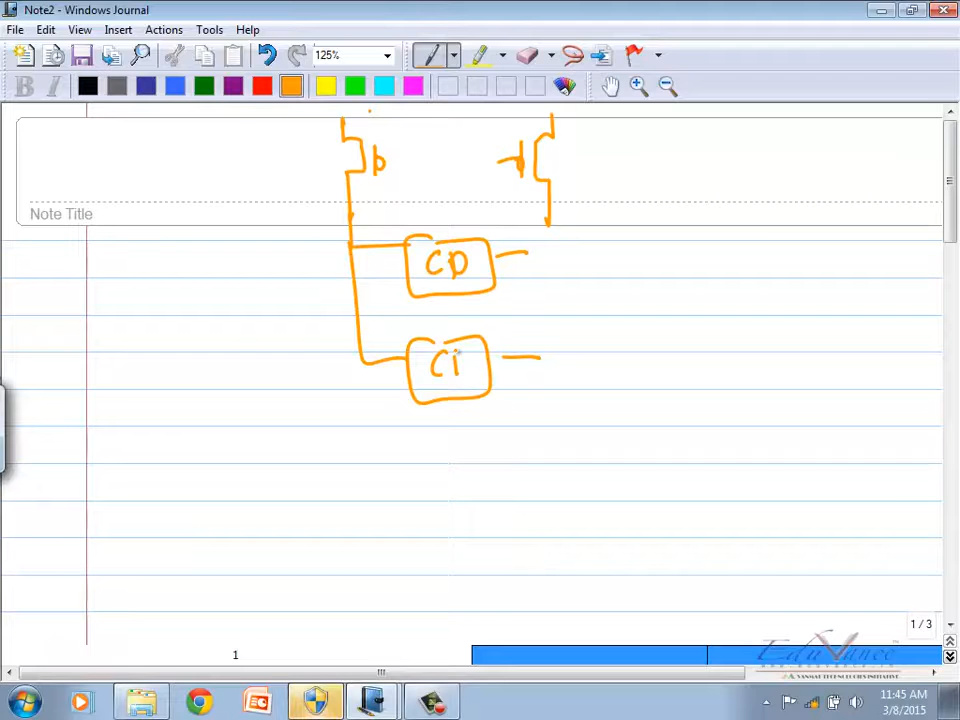 Note2 - Windows Journal
File Edit View Insert Actions Tools Help
125%
B I
Note Title
CD
Ci
1 / 3
1
EduVance
11:45 AM
3/8/2015